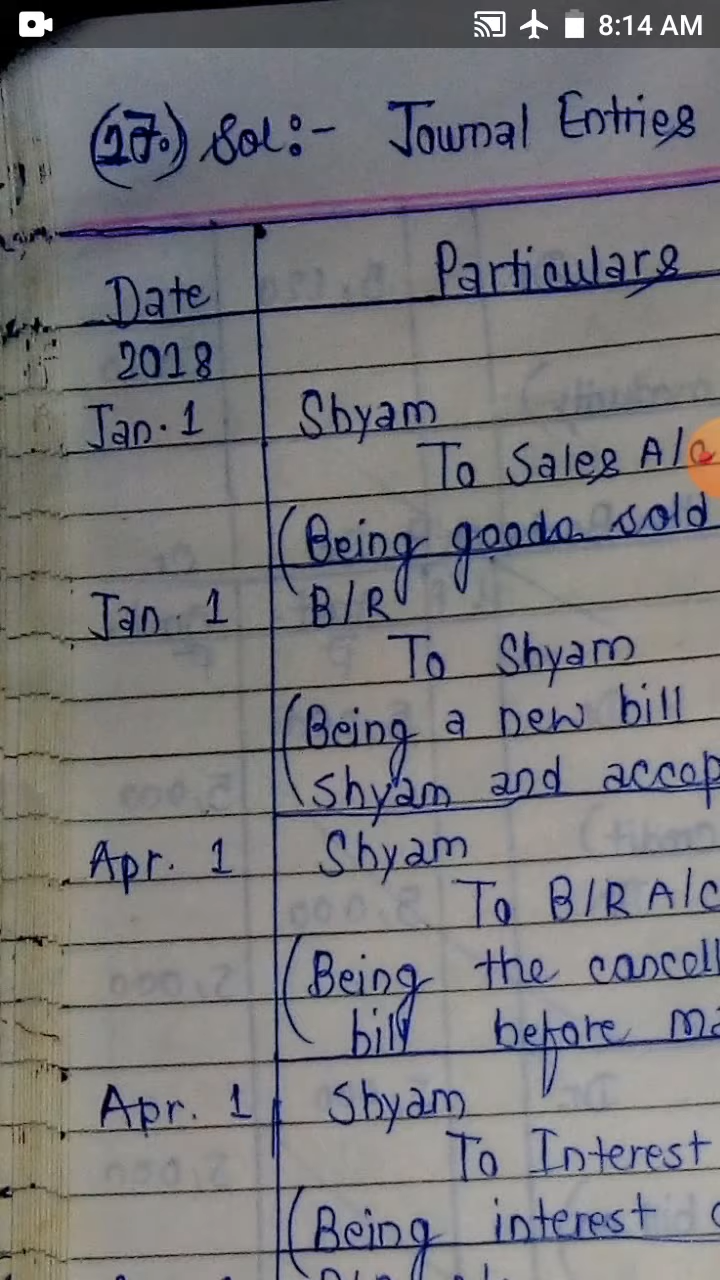 8:14 AM
(27.) Sol:- Journal Entries
Date Particulars
2018
Jan. 1 Shyam
To Sales A/c
(Being goods sold
Jan. 1 B/R
To Shyam
(Being a new bill
Shyam and accep
Apr. 1 Shyam
To B/R A/C
(Being the cancell
bill before ma
Apr. 1 Shyam
To Interest
(Being interest